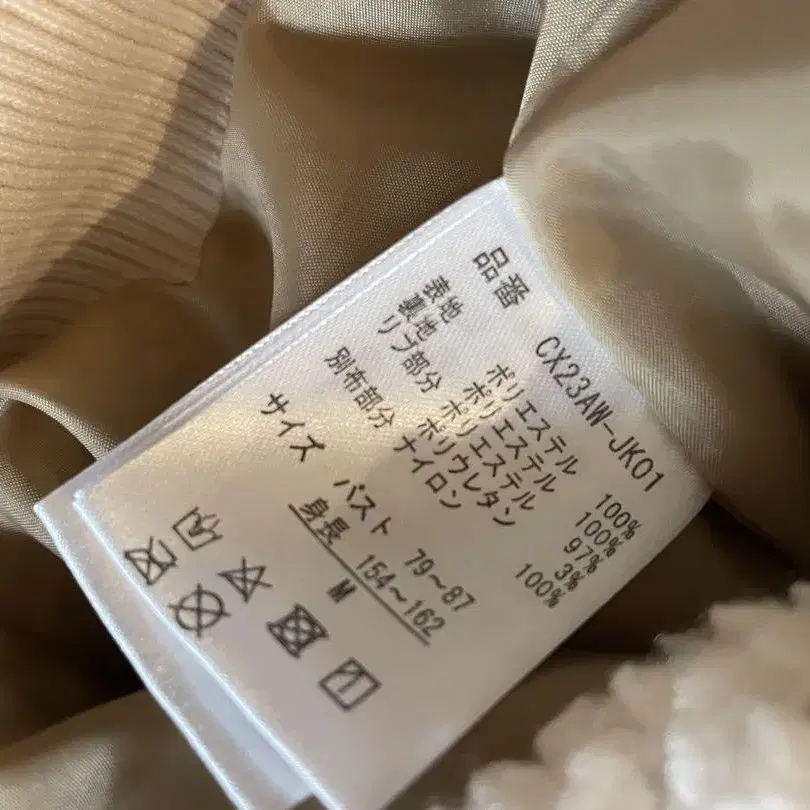 品番 CX23AW-JK01
表地 ポリエステル 100%
裏地 ポリエステル 100%
リブ部分 ポリエステル 97%
ポリウレタン 3%
別布部分 ナイロン 100%
サイズ バスト 79~87
身長 154~162
M